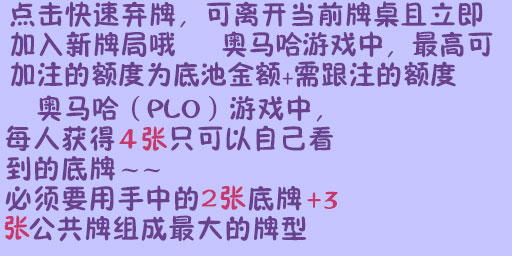 点击快速弃牌，可离开当前牌桌且立即
加入新牌局哦　奥马哈游戏中，最高可
加注的额度为底池金额+需跟注的额度
奥马哈（PLO）游戏中，
每人获得4张只可以自己看
到的底牌~~
必须要用手中的2张底牌+3
张公共牌组成最大的牌型